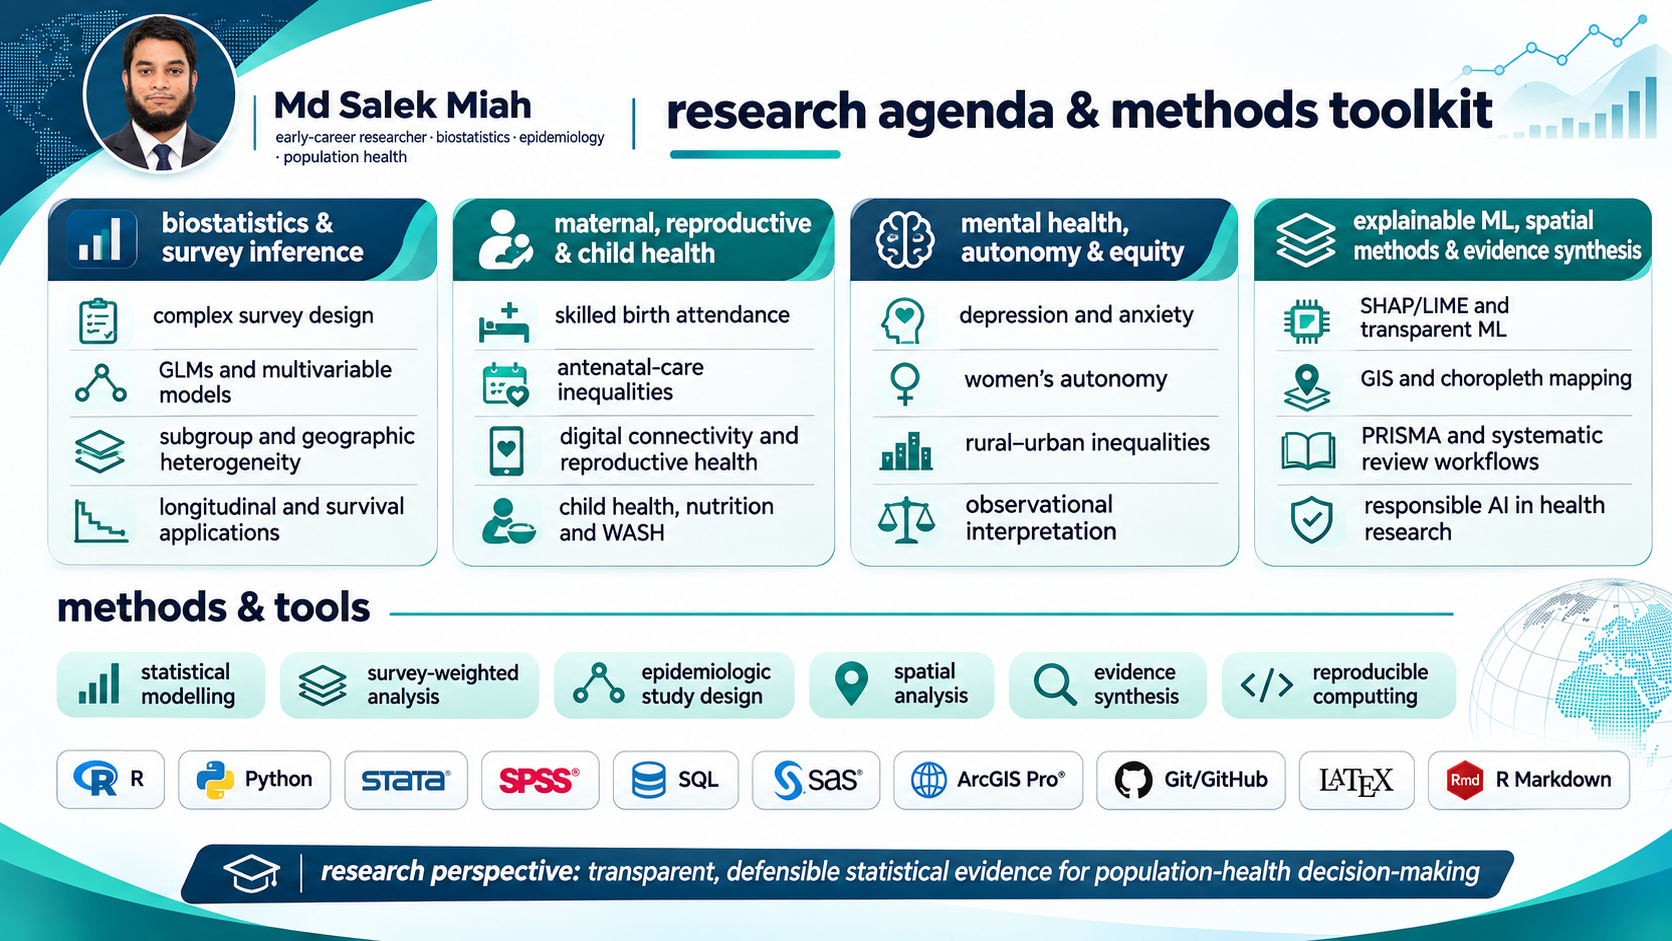 Md Salek Miah
early-career researcher · biostatistics · epidemiology
· population health
research agenda & methods toolkit
biostatistics &
survey inference
complex survey design
GLMs and multivariable
models
subgroup and geographic
heterogeneity
longitudinal and survival
applications
maternal, reproductive
& child health
skilled birth attendance
antenatal-care
inequalities
digital connectivity and
reproductive health
child health, nutrition
and WASH
mental health,
autonomy & equity
depression and anxiety
women's autonomy
rural–urban inequalities
observational
interpretation
explainable ML, spatial
methods & evidence synthesis
SHAP/LIME and
transparent ML
GIS and choropleth mapping
PRISMA and systematic
review workflows
responsible AI in health
research
methods & tools
statistical
modelling
survey-weighted
analysis
epidemiologic
study design
spatial
analysis
evidence
synthesis
</> reproducible
computing
R R
Python
STATA®
SPSS®
SQL
sas®
ArcGIS Pro®
Git/GitHub
LATEX
Rmd R Markdown
research perspective: transparent, defensible statistical evidence for population-health decision-making